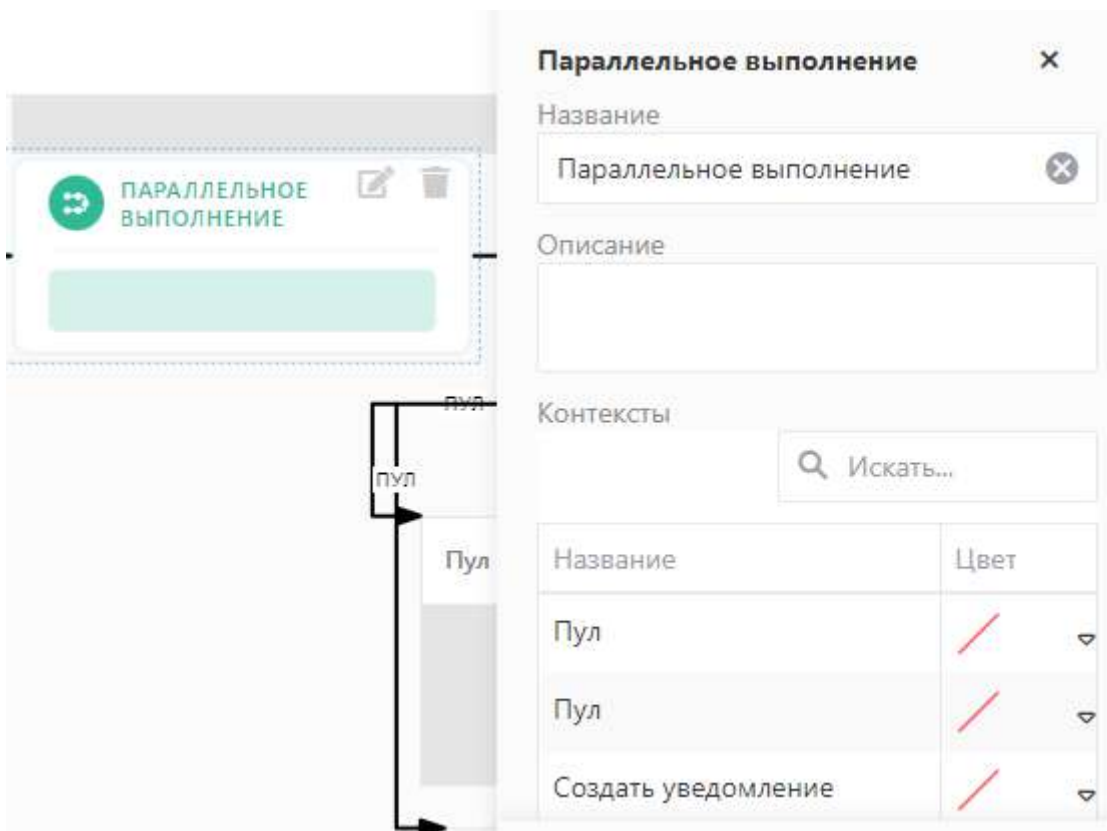 Параллельное выполнение
Название
Параллельное выполнение
Описание
Контексты
Искать...
Название Цвет
Пул
Пул
Создать уведомление
ПАРАЛЛЕЛЬНОЕ
ВЫПОЛНЕНИЕ
ПУЛ
ПУЛ
Пул